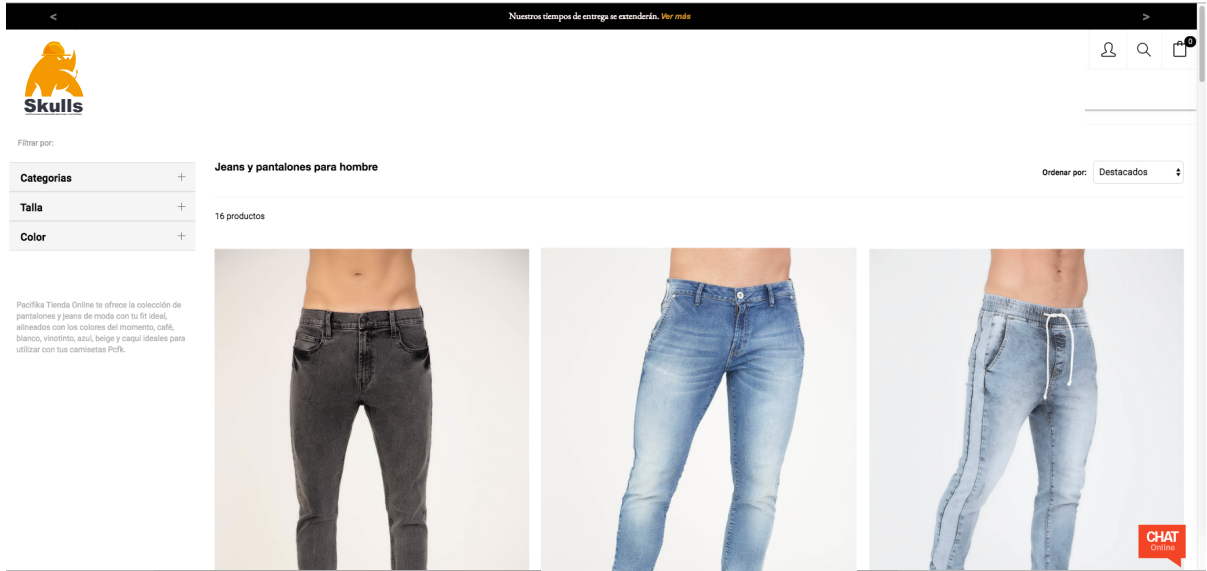 <
Nuestros tiempos de entrega se extenderán. Ver más
>
0
Skulls
Filtrar por:
Categorias
Talla
Color
Pacifika Tienda Online te ofrece la colección de
pantalones y jeans de moda con tu fit ideal,
alineados con los colores del momento, café,
blanco, vinotinto, azul, beige y caqui ideales para
utilizar con tus camisetas Pcfk.
Jeans y pantalones para hombre
Ordenar por: Destacados
16 productos
CHAT
Online